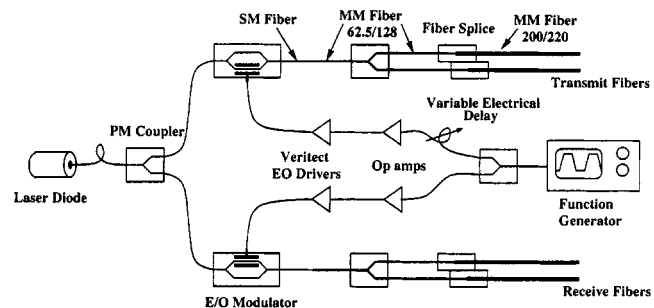 SM Fiber
MM Fiber
62.5/128
Fiber Splice
MM Fiber
200/220
Transmit Fibers
PM Coupler
Variable Electrical
Delay
Veritect
EO Drivers
Op amps
Laser Diode
Function
Generator
E/O Modulator
Receive Fibers